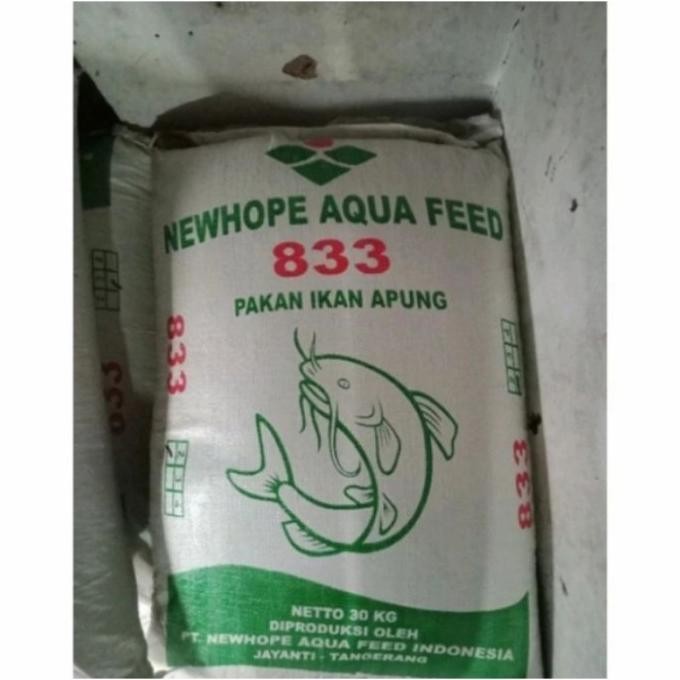 NEWHOPE AQUA FEED
833
PAKAN IKAN APUNG
833
833
833
NETTO 30 KG
DIPRODUKSI OLEH
PT. NEWHOPE AQUA FEED INDONESIA
JAYANTI - TANGERANG